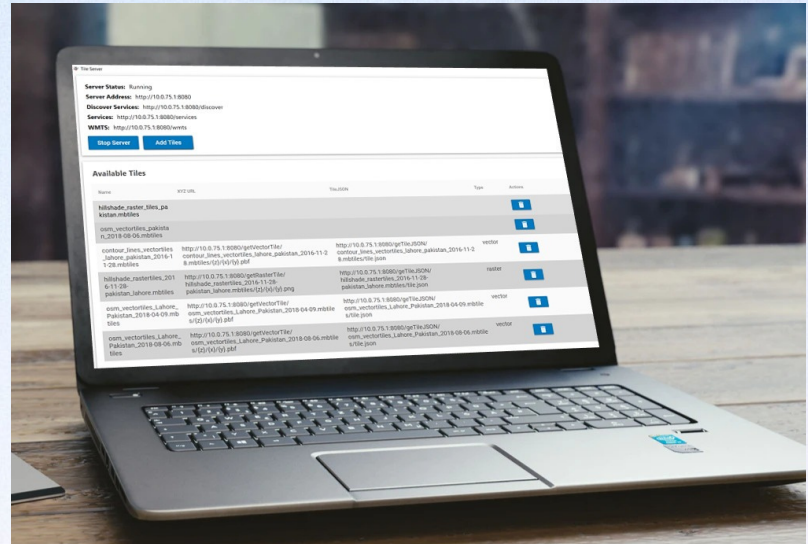 Tile Server
Server Status: Running
Server Address: http://10.0.75.1:8080
Discover Services: http://10.0.75.1:8080/discover
Services: http://10.0.75.1:8080/services
WMTS: http://10.0.75.1:8080/wmts
Stop Server Add Tiles
Available Tiles
Name XYZ URL TileJSON Type Actions
hillshade_raster_tiles_pa
kistan.mbtiles
osm_vectortiles_pakista
n_2018-08-06.mbtiles
contour_lines_vectortiles http://10.0.75.1:8080/getVectorTile/ http://10.0.75.1:8080/geTileJSON/ vector
_lahore_pakistan_2016-1 contour_lines_vectortiles_lahore_pakistan_2016-11-2 contour_lines_vectortiles_lahore_pakistan_2016-11-2
1-28.mbtiles 8.mbtiles/{z}/{x}/{y}.pbf 8.mbtiles/tile.json
hillshade_rastertiles_201 http://10.0.75.1:8080/getRasterTile/ http://10.0.75.1:8080/geTileJSON/ raster
6-11-28- hillshade_rastertiles_2016-11-28- hillshade_rastertiles_2016-11-28-
pakistan_lahore.mbtiles pakistan_lahore.mbtiles/{z}/{x}/{y}.png pakistan_lahore.mbtiles/tile.json
osm_vectortiles_Lahore_ http://10.0.75.1:8080/getVectorTile/ http://10.0.75.1:8080/geTileJSON/ vector
Pakistan_2018-04-09.mb osm_vectortiles_Lahore_Pakistan_2018-04-09.mbtile osm_vectortiles_Lahore_Pakistan_2018-04-09.mbtile
tiles s/{z}/{x}/{y}.pbf s/tile.json
osm_vectortiles_Lahore_ http://10.0.75.1:8080/getVectorTile/ http://10.0.75.1:8080/geTileJSON/ vector
Pakistan_2018-08-06.mb osm_vectortiles_Lahore_Pakistan_2018-08-06.mbtile osm_vectortiles_Lahore_Pakistan_2018-08-06.mbtile
tiles s/{z}/{x}/{y}.pbf s/tile.json